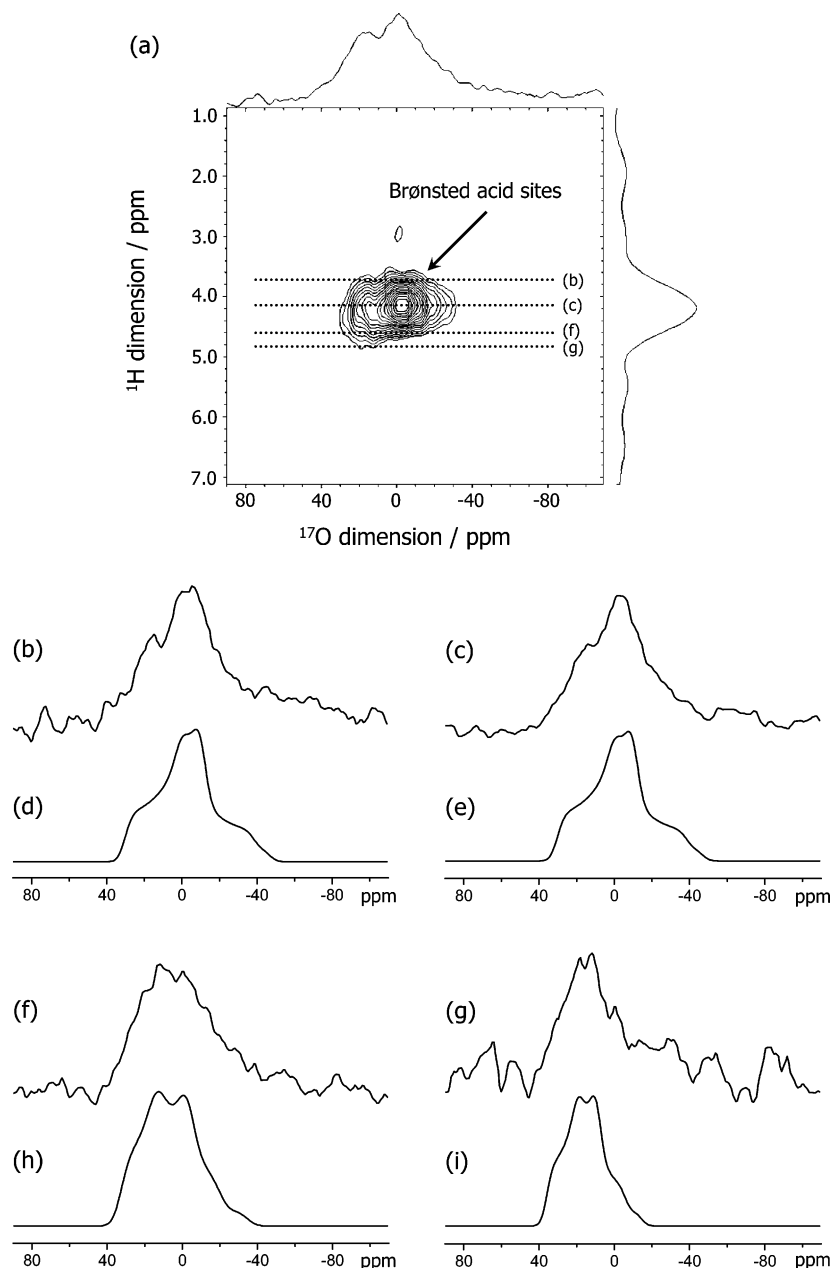 (a)
1.0
2.0
Brønsted acid sites
3.0
(b)
4.0
(c)
(f)
5.0
(g)
6.0
7.0
¹H dimension / ppm
80 40 0 -40 -80
¹⁷O dimension / ppm
(b) (c)
(d) (e)
80 40 0 -40 -80 ppm 80 40 0 -40 -80 ppm
(f) (g)
(h) (i)
80 40 0 -40 -80 ppm 80 40 0 -40 -80 ppm